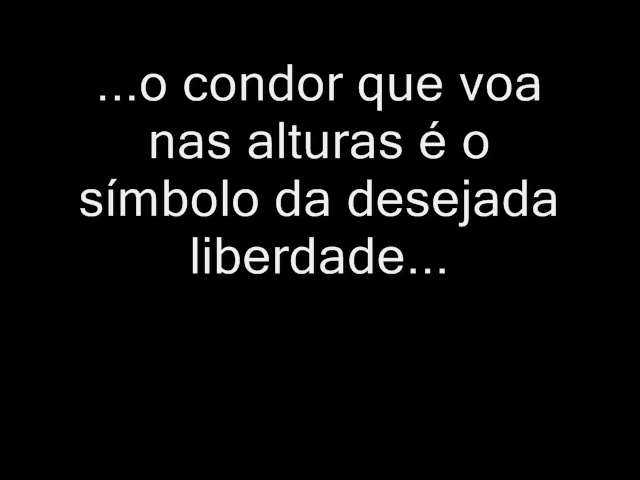 ...o condor que voa
nas alturas é o
símbolo da desejada
liberdade...